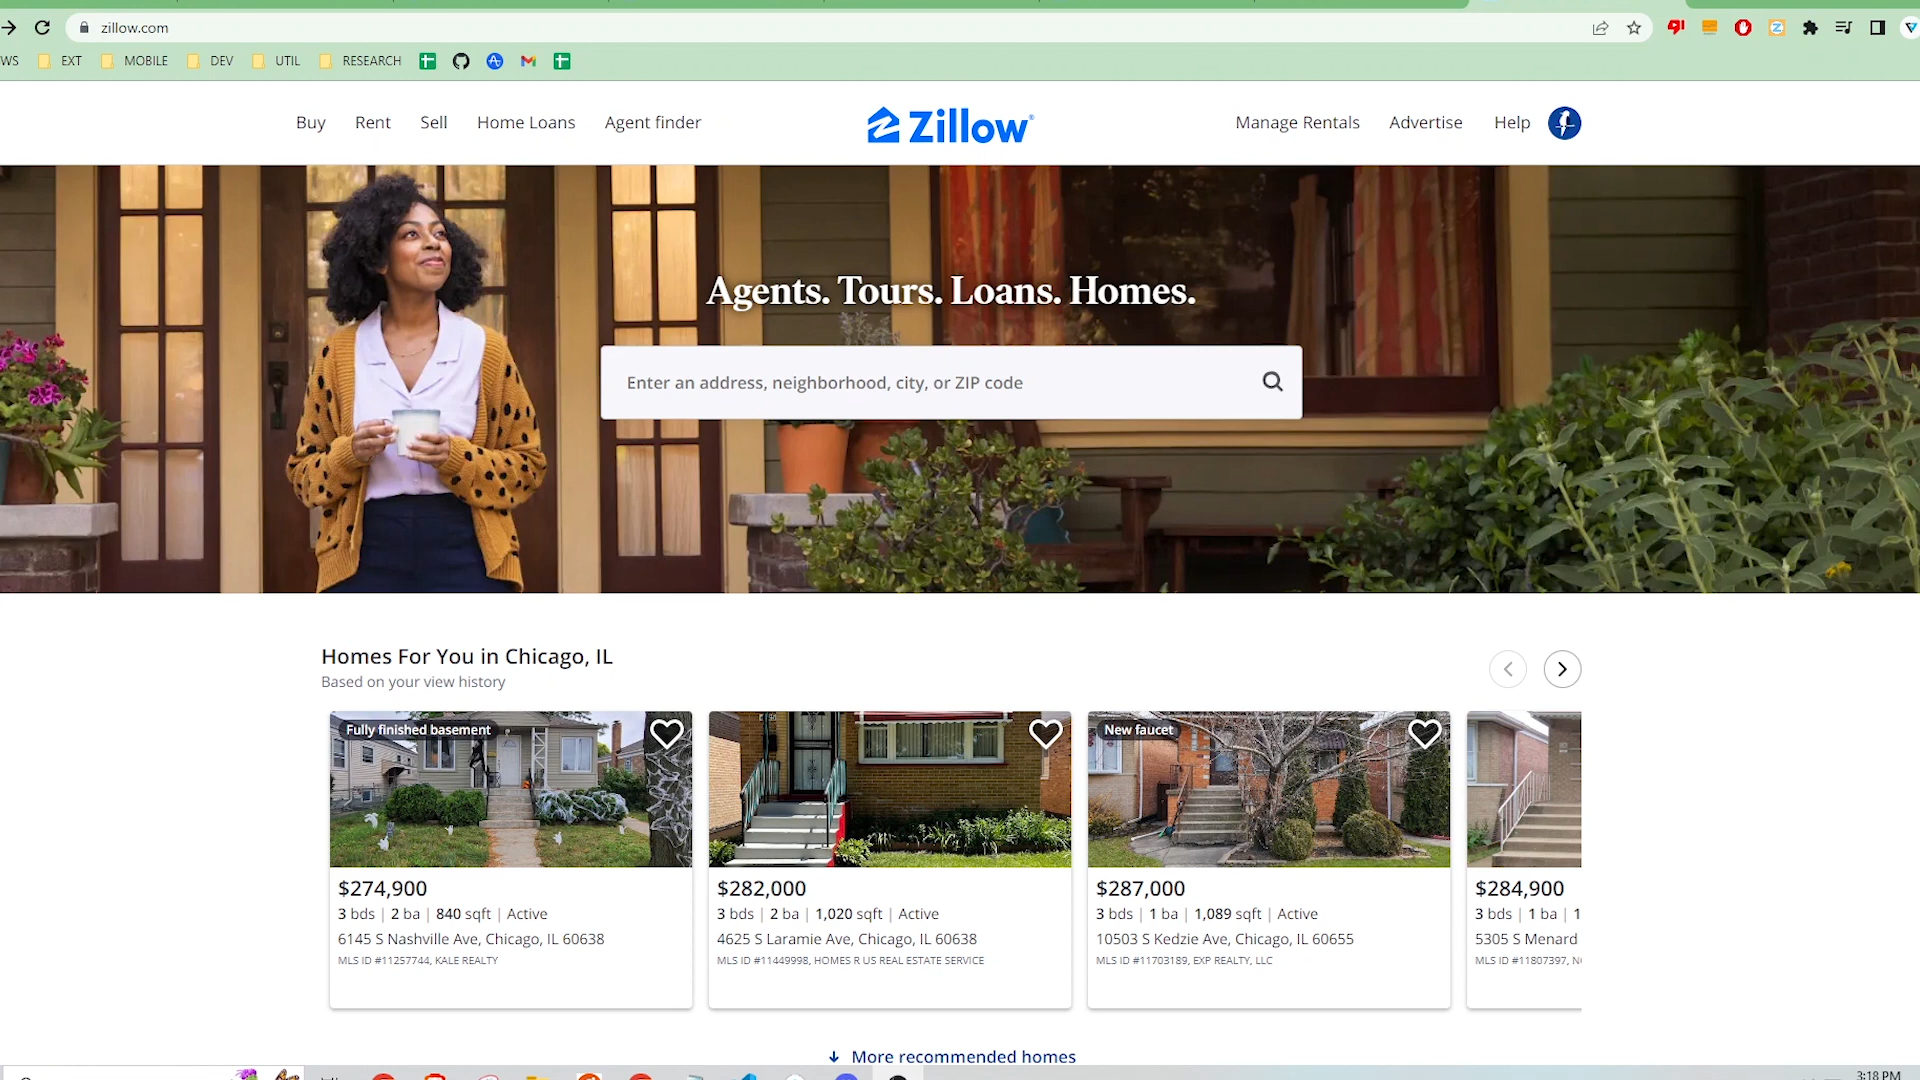 zillow.com
WS EXT MOBILE DEV UTIL RESEARCH
Buy Rent Sell Home Loans Agent finder
Zillow®
Manage Rentals Advertise Help
Agents. Tours. Loans. Homes.
Enter an address, neighborhood, city, or ZIP code
Homes For You in Chicago, IL
Based on your view history
Fully finished basement
$274,900
3 bds | 2 ba | 840 sqft | Active
6145 S Nashville Ave, Chicago, IL 60638
MLS ID #11257744, KALE REALTY
$282,000
3 bds | 2 ba | 1,020 sqft | Active
4625 S Laramie Ave, Chicago, IL 60638
MLS ID #11449998, HOMES R US REAL ESTATE SERVICE
New faucet
$287,000
3 bds | 1 ba | 1,089 sqft | Active
10503 S Kedzie Ave, Chicago, IL 60655
MLS ID #11703189, EXP REALTY, LLC
$284,900
3 bds | 1 ba | 1
5305 S Menard
MLS ID #11807397, N
More recommended homes
3:18 PM